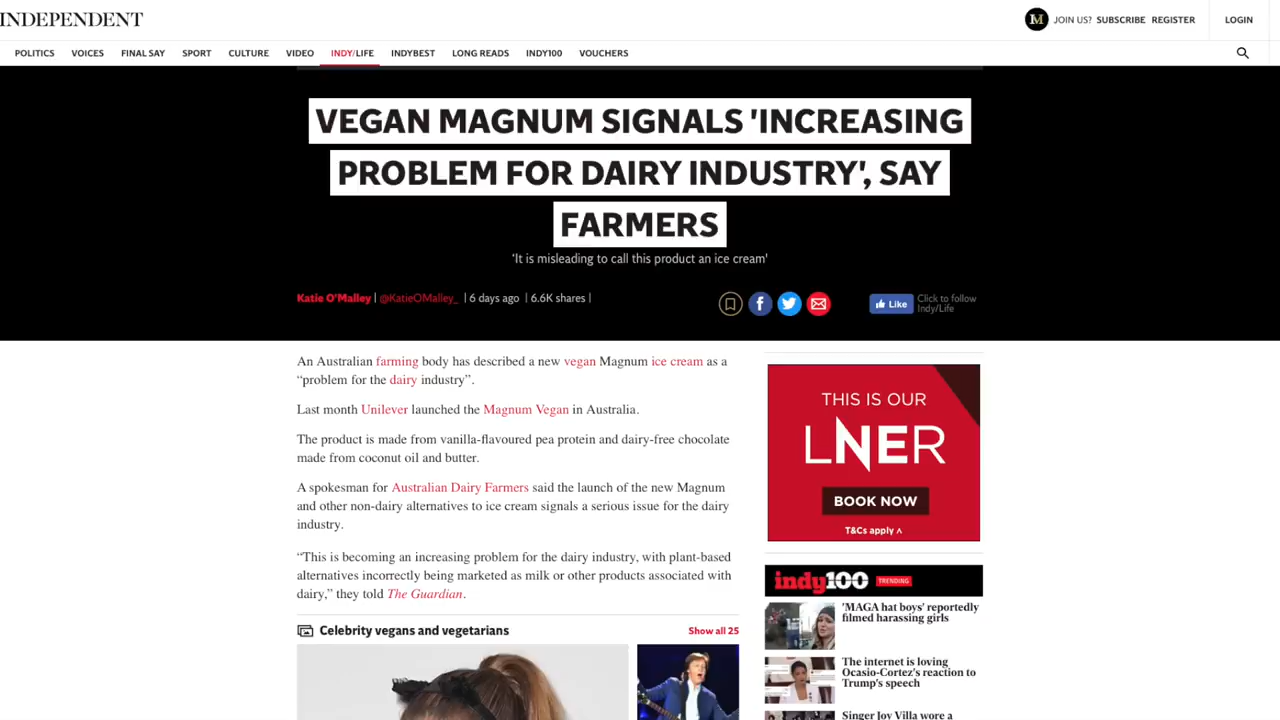 INDEPENDENT
M JOIN US? SUBSCRIBE REGISTER LOGIN
POLITICS VOICES FINAL SAY SPORT CULTURE VIDEO INDY/LIFE INDYBEST LONG READS INDY100 VOUCHERS
VEGAN MAGNUM SIGNALS 'INCREASING
PROBLEM FOR DAIRY INDUSTRY', SAY
FARMERS
'It is misleading to call this product an ice cream'
Katie O'Malley | @KatieOMalley_ | 6 days ago | 6.6K shares |
f Like Click to follow
Indy/Life
An Australian farming body has described a new vegan Magnum ice cream as a
“problem for the dairy industry”.
Last month Unilever launched the Magnum Vegan in Australia.
The product is made from vanilla-flavoured pea protein and dairy-free chocolate
made from coconut oil and butter.
A spokesman for Australian Dairy Farmers said the launch of the new Magnum
and other non-dairy alternatives to ice cream signals a serious issue for the dairy
industry.
“This is becoming an increasing problem for the dairy industry, with plant-based
alternatives incorrectly being marketed as milk or other products associated with
dairy,” they told The Guardian.
Celebrity vegans and vegetarians Show all 25
THIS IS OUR
LNER
BOOK NOW
T&Cs apply ^
indy100 TRENDING
'MAGA hat boys' reportedly
filmed harassing girls
The internet is loving
Ocasio-Cortez's reaction to
Trump's speech
Singer Joy Villa wore a